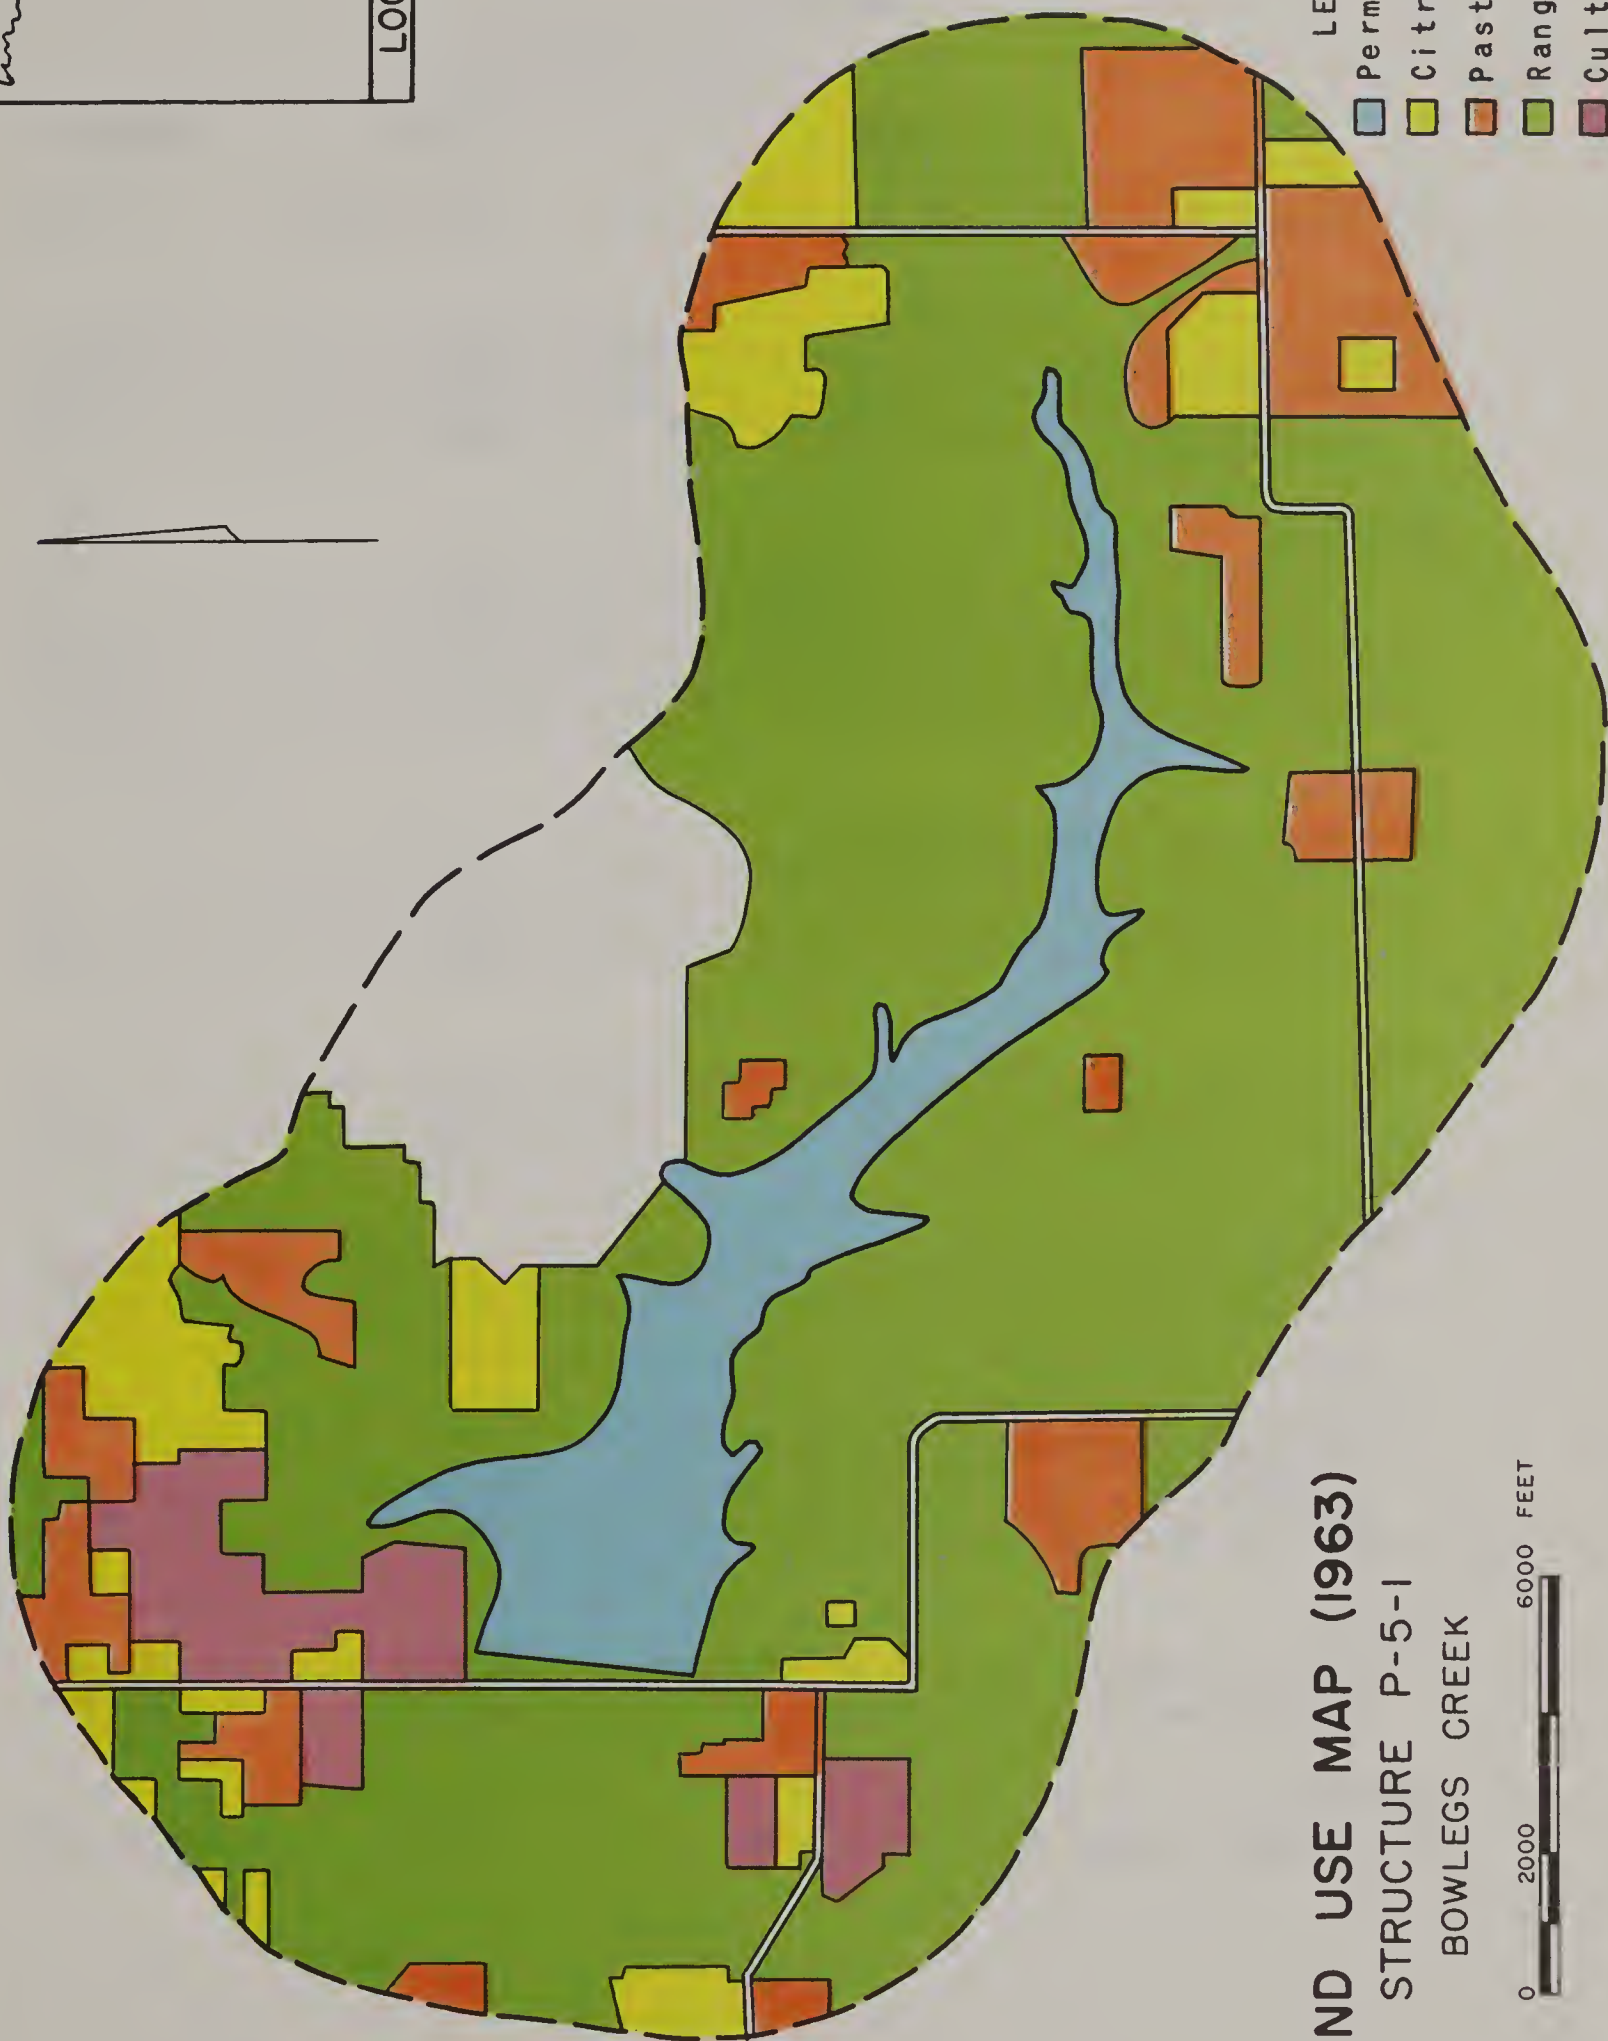 LOC
LE
Perm
Citr
Past
Rang
Cult
ND USE MAP (1963)
STRUCTURE P-5-1
BOWLEGS CREEK
0 2000 6000 FEET